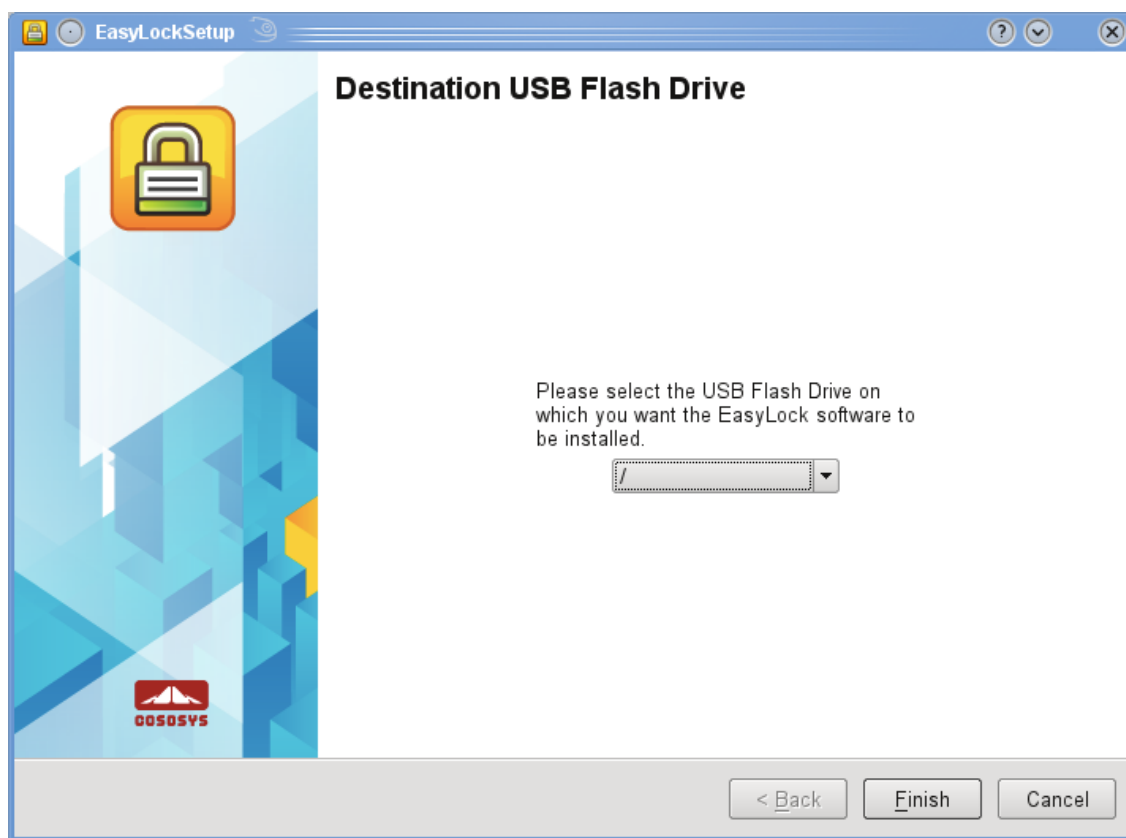 EasyLockSetup
Destination USB Flash Drive
Please select the USB Flash Drive on
which you want the EasyLock software to
be installed.
/
COSOSYS
< Back
Finish
Cancel